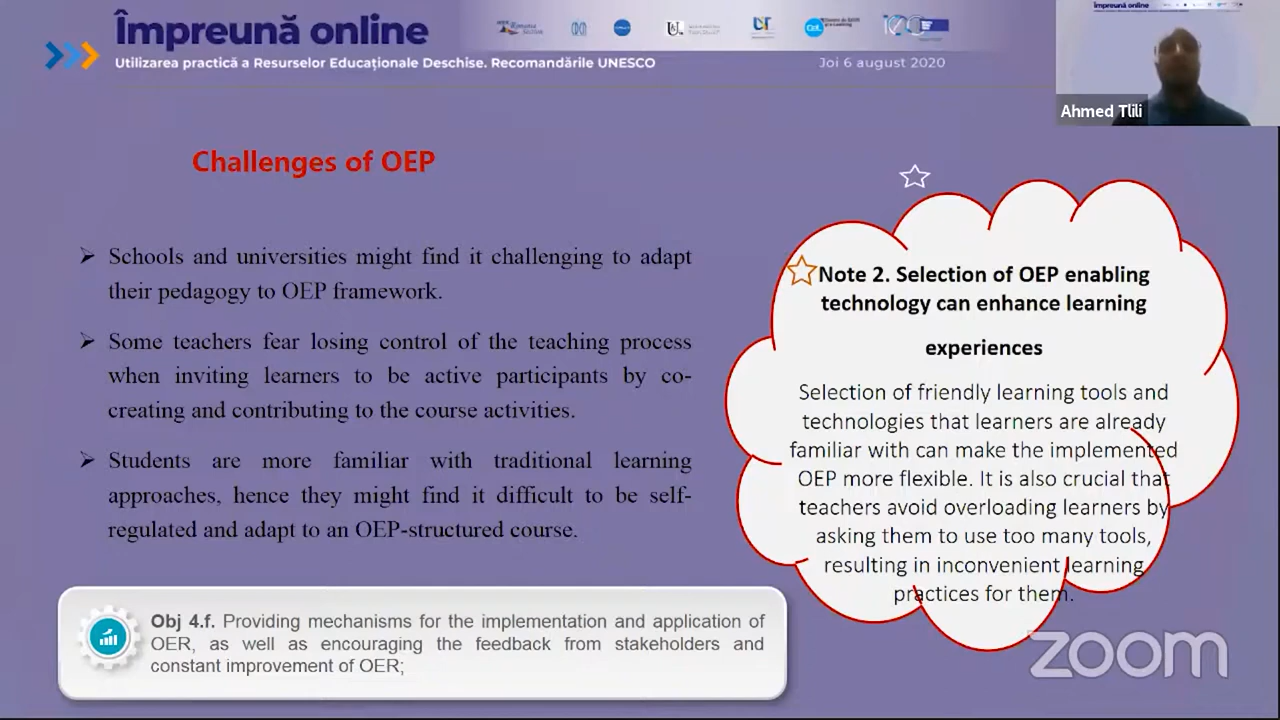 Împreună online
Utilizarea practică a Resurselor Educaționale Deschise. Recomandările UNESCO
Joi 6 august 2020
Împreună online
Ahmed Tlili
Challenges of OEP
➢ Schools and universities might find it challenging to adapt
their pedagogy to OEP framework.
➢ Some teachers fear losing control of the teaching process
when inviting learners to be active participants by co-
creating and contributing to the course activities.
➢ Students are more familiar with traditional learning
approaches, hence they might find it difficult to be self-
regulated and adapt to an OEP-structured course.
Note 2. Selection of OEP enabling
technology can enhance learning
experiences
Selection of friendly learning tools and
technologies that learners are already
familiar with can make the implemented
OEP more flexible. It is also crucial that
teachers avoid overloading learners by
asking them to use too many tools,
resulting in inconvenient learning
practices for them.
Obj 4.f. Providing mechanisms for the implementation and application of
OER, as well as encouraging the feedback from stakeholders and
constant improvement of OER;
zoom